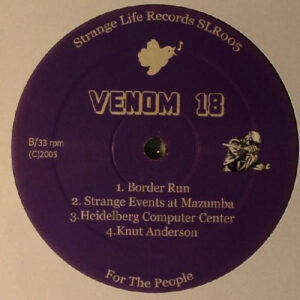 Strange Life Records SLR005
VENOM 18
B/33 rpm
(C)2005
1. Border Run
2. Strange Events at Mazumba
3.Heidelberg Computer Center
4.Knut Anderson
For The People